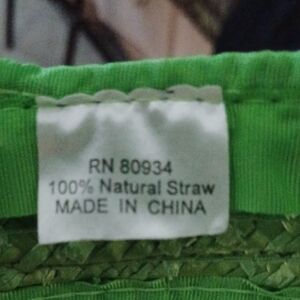 RN 80934
100% Natural Straw
MADE IN CHINA